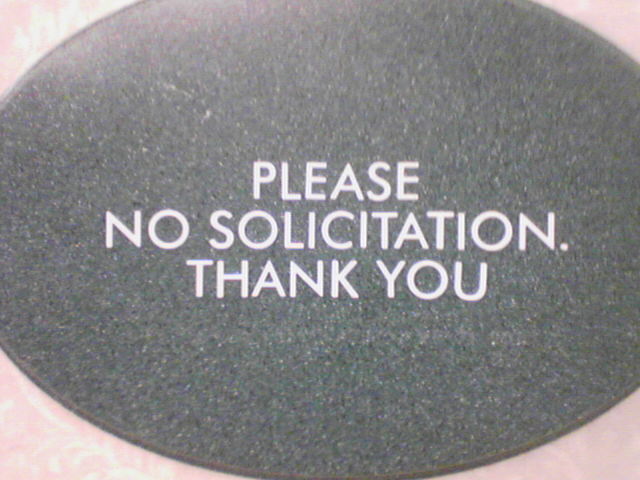 PLEASE
NO SOLICITATION.
THANK YOU